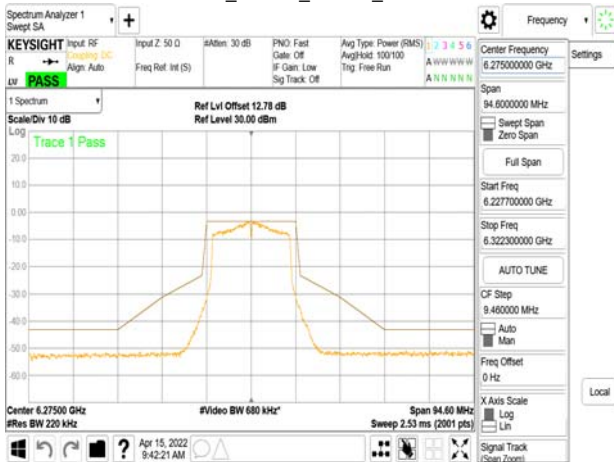 Spectrum Analyzer 1
Swept SA
+
Frequency
KEYSIGHT
Input: RF
Input Z: 50 Ω
#Atten: 30 dB
PNO: Fast
Avg Type: Power (RMS)
1 2 3 4 5 6
R
Coupling: DC
Gate: Off
Avg|Hold: 100/100
A W W W W W
Align: Auto
Freq Ref: Int (S)
IF Gain: Low
Trig: Free Run
Sig Track: Off
A N N N N N
PASS
Center Frequency
6.275000000 GHz
Settings
Span
94.6000000 MHz
Swept Span
Zero Span
Full Span
Start Freq
6.227700000 GHz
Stop Freq
6.322300000 GHz
AUTO TUNE
CF Step
9.460000 MHz
Auto
Man
Freq Offset
0 Hz
X Axis Scale
Log
Lin
Local
Signal Track
(Span Zoom)
1 Spectrum
Scale/Div 10 dB
Ref Lvl Offset 12.78 dB
Ref Level 30.00 dBm
Log
Trace 1 Pass
20.0
10.0
0.00
-10.0
-20.0
-30.0
-40.0
-50.0
-60.0
Center 6.27500 GHz
#Video BW 680 kHz*
Span 94.60 MHz
#Res BW 220 kHz
Sweep 2.53 ms (2001 pts)
?
Apr 15, 2022
9:42:21 AM